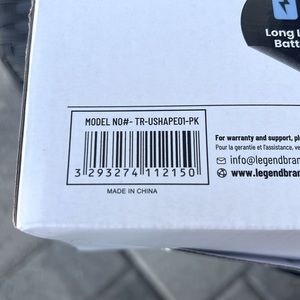 Long L
Batt
MODEL NO#- TR-USHAPE01-PK
3 293274 112150
MADE IN CHINA
For warranty and support, pl
Pour la garantie et l'assistance, ve
info@legendbran
www.legendbra